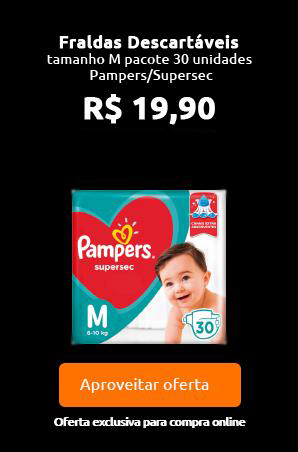 Fraldas Descartáveis
tamanho M pacote 30 unidades
Pampers/Supersec
R$ 19,90
Pampers.
supersec
M
6-10 kg
30
Aproveitar oferta
Oferta exclusiva para compra online